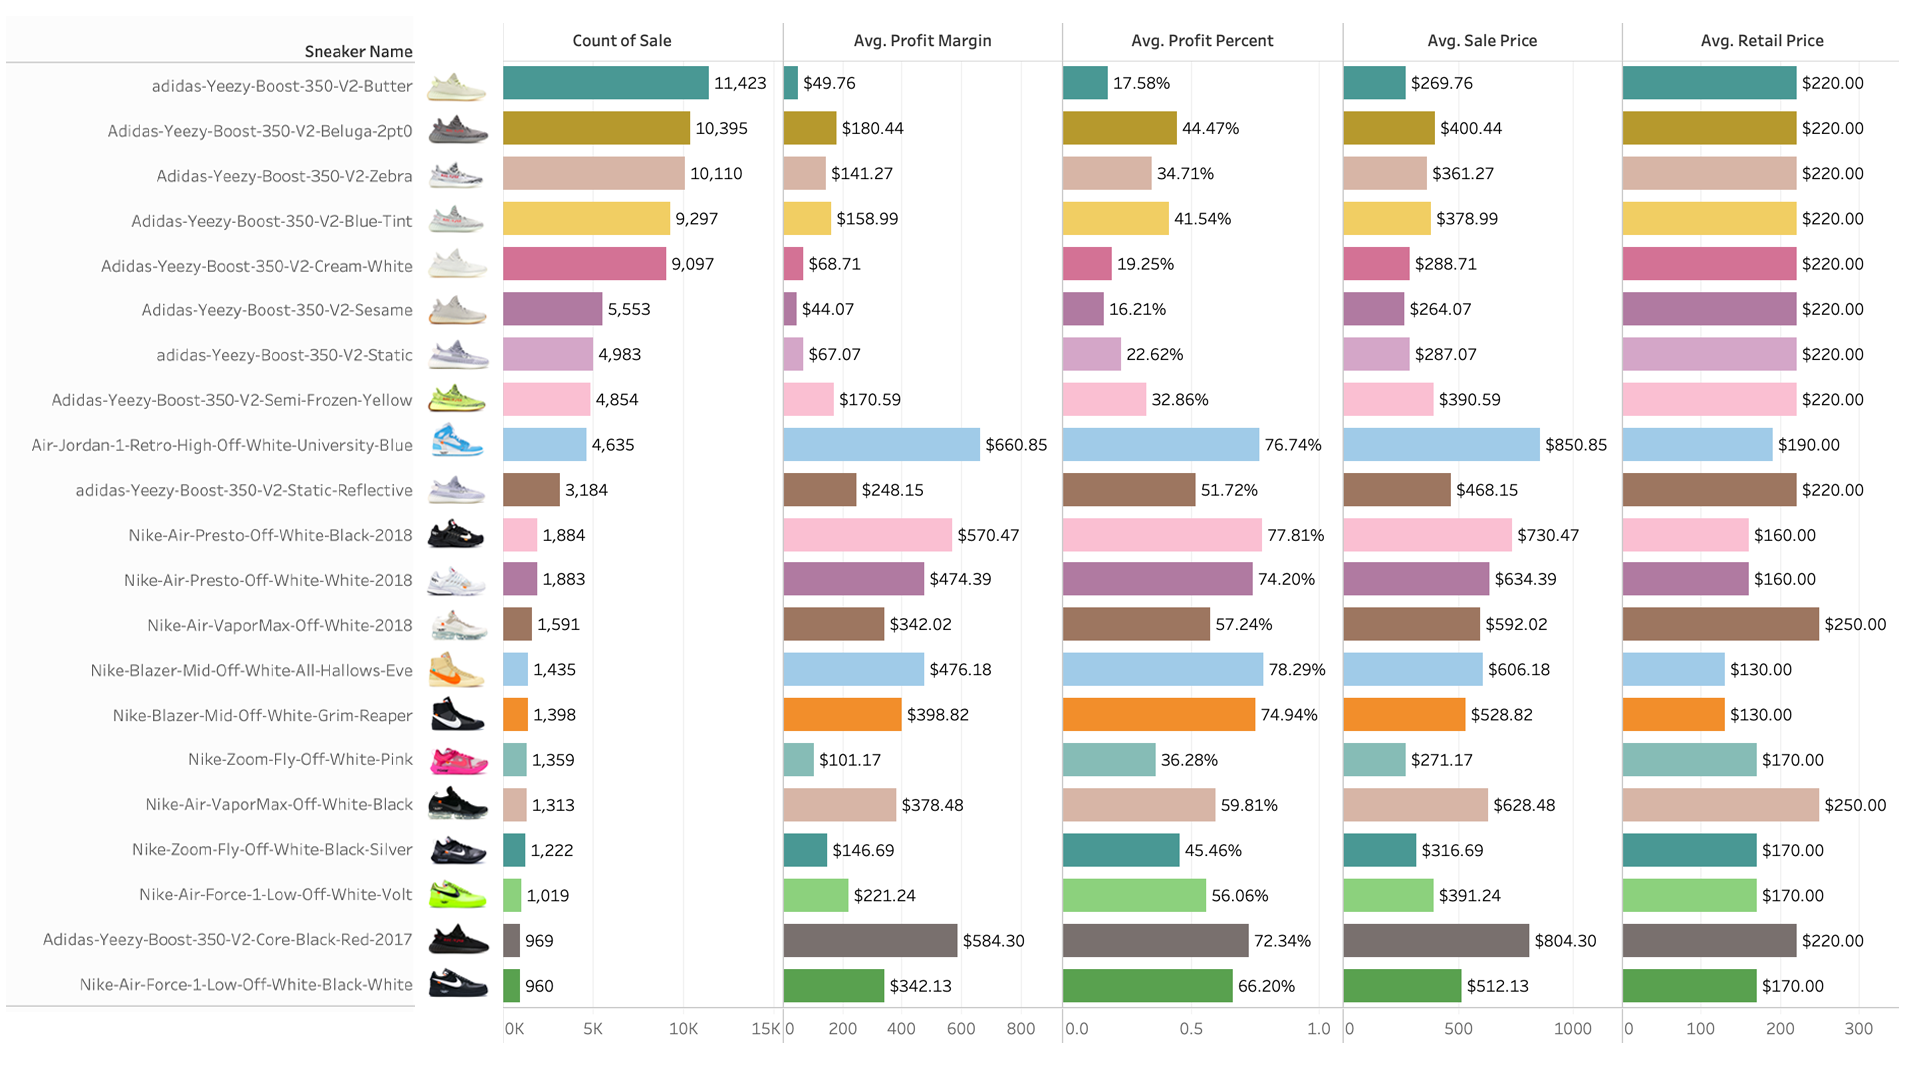 Sneaker Name Count of Sale Avg. Profit Margin Avg. Profit Percent Avg. Sale Price Avg. Retail Price
adidas-Yeezy-Boost-350-V2-Butter 11,423 $49.76 17.58% $269.76 $220.00
Adidas-Yeezy-Boost-350-V2-Beluga-2pt0 10,395 $180.44 44.47% $400.44 $220.00
Adidas-Yeezy-Boost-350-V2-Zebra 10,110 $141.27 34.71% $361.27 $220.00
Adidas-Yeezy-Boost-350-V2-Blue-Tint 9,297 $158.99 41.54% $378.99 $220.00
Adidas-Yeezy-Boost-350-V2-Cream-White 9,097 $68.71 19.25% $288.71 $220.00
Adidas-Yeezy-Boost-350-V2-Sesame 5,553 $44.07 16.21% $264.07 $220.00
adidas-Yeezy-Boost-350-V2-Static 4,983 $67.07 22.62% $287.07 $220.00
Adidas-Yeezy-Boost-350-V2-Semi-Frozen-Yellow 4,854 $170.59 32.86% $390.59 $220.00
Air-Jordan-1-Retro-High-Off-White-University-Blue 4,635 $660.85 76.74% $850.85 $190.00
adidas-Yeezy-Boost-350-V2-Static-Reflective 3,184 $248.15 51.72% $468.15 $220.00
Nike-Air-Presto-Off-White-Black-2018 1,884 $570.47 77.81% $730.47 $160.00
Nike-Air-Presto-Off-White-White-2018 1,883 $474.39 74.20% $634.39 $160.00
Nike-Air-VaporMax-Off-White-2018 1,591 $342.02 57.24% $592.02 $250.00
Nike-Blazer-Mid-Off-White-All-Hallows-Eve 1,435 $476.18 78.29% $606.18 $130.00
Nike-Blazer-Mid-Off-White-Grim-Reaper 1,398 $398.82 74.94% $528.82 $130.00
Nike-Zoom-Fly-Off-White-Pink 1,359 $101.17 36.28% $271.17 $170.00
Nike-Air-VaporMax-Off-White-Black 1,313 $378.48 59.81% $628.48 $250.00
Nike-Zoom-Fly-Off-White-Black-Silver 1,222 $146.69 45.46% $316.69 $170.00
Nike-Air-Force-1-Low-Off-White-Volt 1,019 $221.24 56.06% $391.24 $170.00
Adidas-Yeezy-Boost-350-V2-Core-Black-Red-2017 969 $584.30 72.34% $804.30 $220.00
Nike-Air-Force-1-Low-Off-White-Black-White 960 $342.13 66.20% $512.13 $170.00
0K 5K 10K 15K 0 200 400 600 800 0.0 0.5 1.0 0 500 1000 0 100 200 300